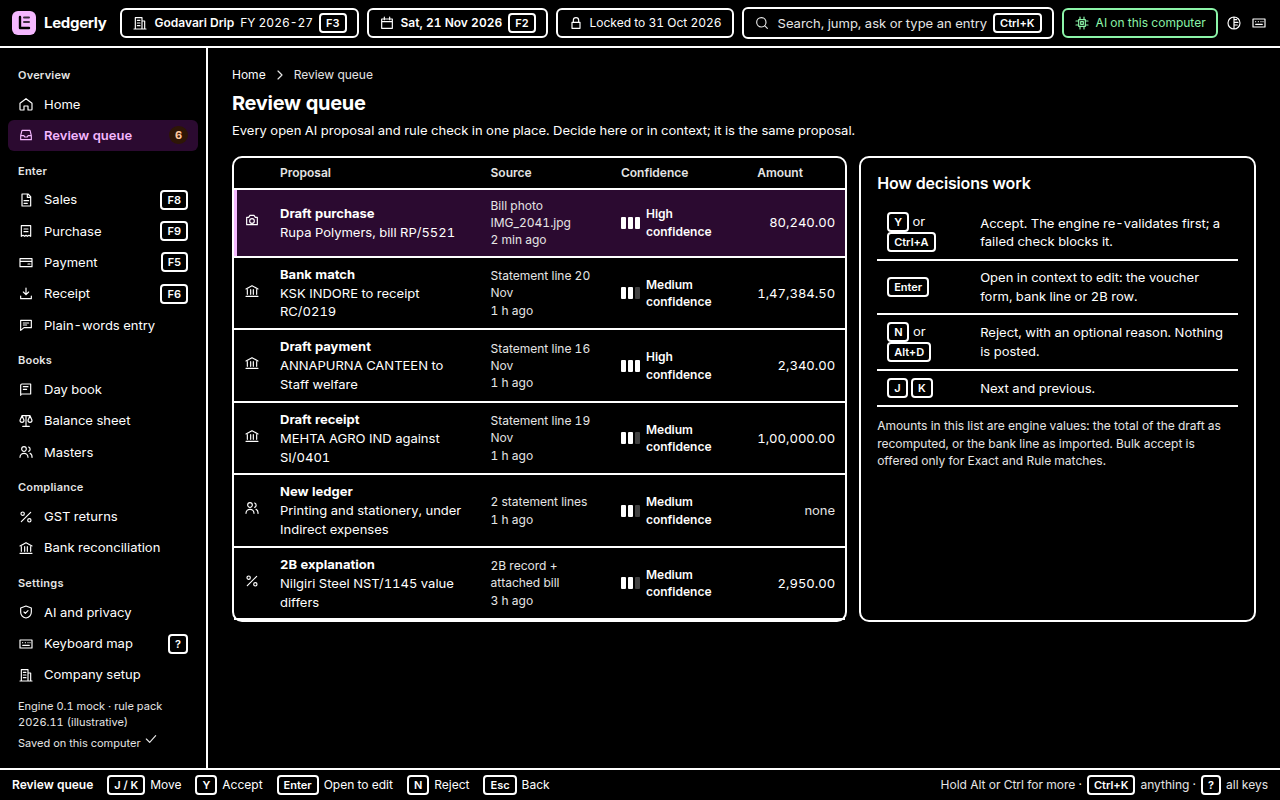 Ledgerly
Godavari Drip FY 2026-27 F3
Sat, 21 Nov 2026 F2
Locked to 31 Oct 2026
Search, jump, ask or type an entry Ctrl+K
AI on this computer
Overview
Home
Review queue 6
Enter
Sales F8
Purchase F9
Payment F5
Receipt F6
Plain-words entry
Books
Day book
Balance sheet
Masters
Compliance
GST returns
Bank reconciliation
Settings
AI and privacy
Keyboard map ?
Company setup
Engine 0.1 mock · rule pack
2026.11 (illustrative)
Saved on this computer
Home > Review queue
Review queue
Every open AI proposal and rule check in one place. Decide here or in context; it is the same proposal.
Proposal Source Confidence Amount
Draft purchase
Rupa Polymers, bill RP/5521
Bill photo
IMG_2041.jpg
2 min ago
High
confidence
80,240.00
Bank match
KSK INDORE to receipt
RC/0219
Statement line 20
Nov
1 h ago
Medium
confidence
1,47,384.50
Draft payment
ANNAPURNA CANTEEN to
Staff welfare
Statement line 16
Nov
1 h ago
High
confidence
2,340.00
Draft receipt
MEHTA AGRO IND against
SI/0401
Statement line 19
Nov
1 h ago
Medium
confidence
1,00,000.00
New ledger
Printing and stationery, under
Indirect expenses
2 statement lines
1 h ago
Medium
confidence
none
2B explanation
Nilgiri Steel NST/1145 value
differs
2B record +
attached bill
3 h ago
Medium
confidence
2,950.00
How decisions work
Y or
Ctrl+A
Accept. The engine re-validates first; a
failed check blocks it.
Enter
Open in context to edit: the voucher
form, bank line or 2B row.
N or
Alt+D
Reject, with an optional reason. Nothing
is posted.
J K
Next and previous.
Amounts in this list are engine values: the total of the draft as
recomputed, or the bank line as imported. Bulk accept is
offered only for Exact and Rule matches.
Review queue J / K Move Y Accept Enter Open to edit N Reject Esc Back
Hold Alt or Ctrl for more · Ctrl+K anything · ? all keys